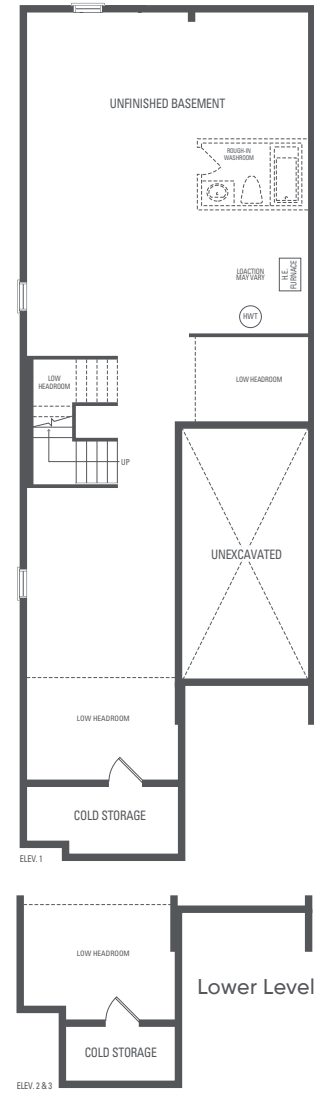 UNFINISHED BASEMENT
ROUGH-IN
WASHROOM
LOACTION
MAY VARY
H.E.
FURNACE
HWT
LOW
HEADROOM
LOW HEADROOM
UP
UNEXCAVATED
LOW HEADROOM
COLD STORAGE
ELEV. 1
LOW HEADROOM
Lower Level
COLD STORAGE
ELEV. 2 & 3